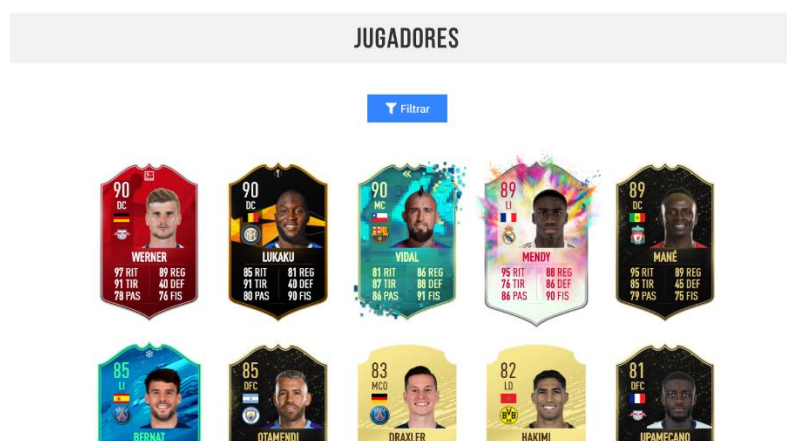 JUGADORES
Filtrar
90
DC
WERNER
97 RIT 89 REG
91 TIR 40 DEF
78 PAS 76 FIS
90
DC
LUKAKU
85 RIT 81 REG
91 TIR 40 DEF
80 PAS 90 FIS
90
MC
VIDAL
81 RIT 86 REG
87 TIR 88 DEF
86 PAS 91 FIS
89
LI
MENDY
95 RIT 88 REG
76 TIR 86 DEF
86 PAS 96 FIS
89
DC
MANÉ
95 RIT 89 REG
85 TIR 45 DEF
79 PAS 75 FIS
85
LI
BERNAT
85
DFC
OTAMENDI
83
MCO
DRAXLER
82
LD
HAKIMI
81
DFC
UPAMECANO